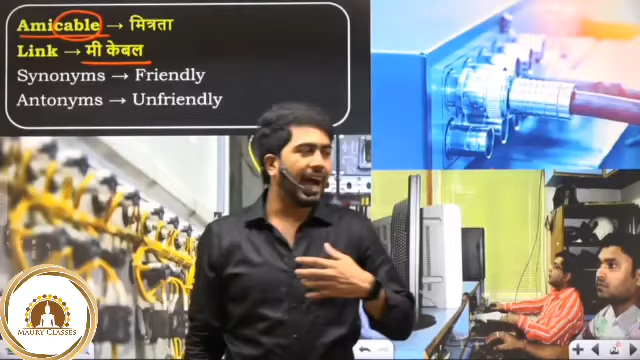 Amicable → मित्रता
Link → मी केबल
Synonyms → Friendly
Antonyms → Unfriendly
MAURY CLASSES